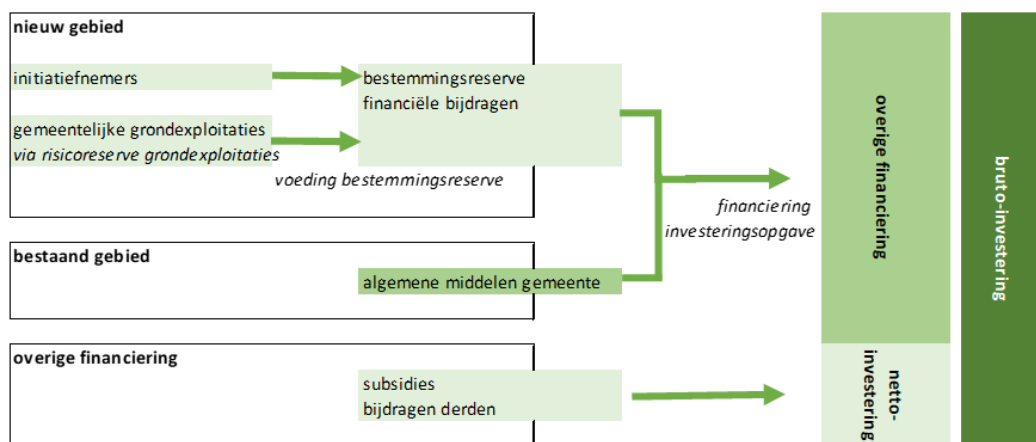 nieuw gebied
initiatiefnemers
bestemmingsreserve
financiële bijdragen
gemeentelijke grondexploitaties
via risicoreserve grondexploitaties
voeding bestemmingsreserve
financiering
investeringsopgave
bestaand gebied
algemene middelen gemeente
overige financiering
subsidies
bijdragen derden
overige financiering
netto-
investering
bruto-investering